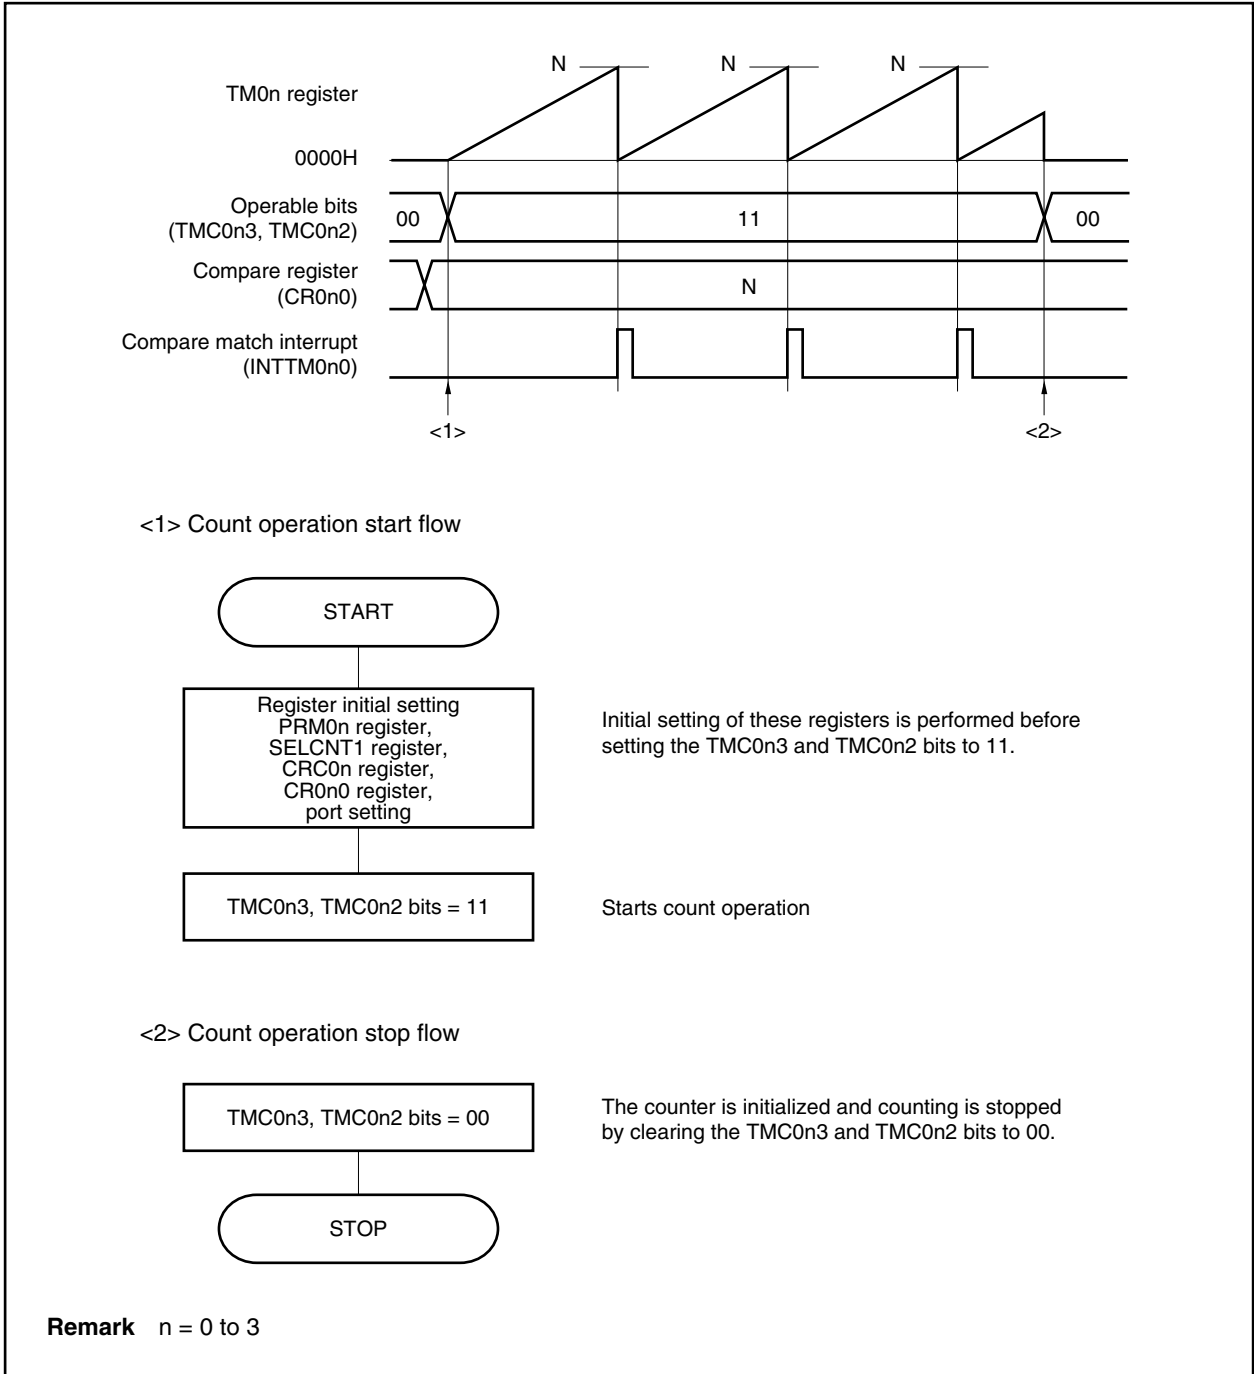 N N N
TM0n register
0000H
Operable bits
(TMC0n3, TMC0n2)
00 11 00
Compare register
(CR0n0)
N
Compare match interrupt
(INTTM0n0)
<1> <2>
<1> Count operation start flow
START
Register initial setting
PRM0n register,
SELCNT1 register,
CRC0n register,
CR0n0 register,
port setting
Initial setting of these registers is performed before
setting the TMC0n3 and TMC0n2 bits to 11.
TMC0n3, TMC0n2 bits = 11
Starts count operation
<2> Count operation stop flow
TMC0n3, TMC0n2 bits = 00
The counter is initialized and counting is stopped
by clearing the TMC0n3 and TMC0n2 bits to 00.
STOP
Remark n = 0 to 3